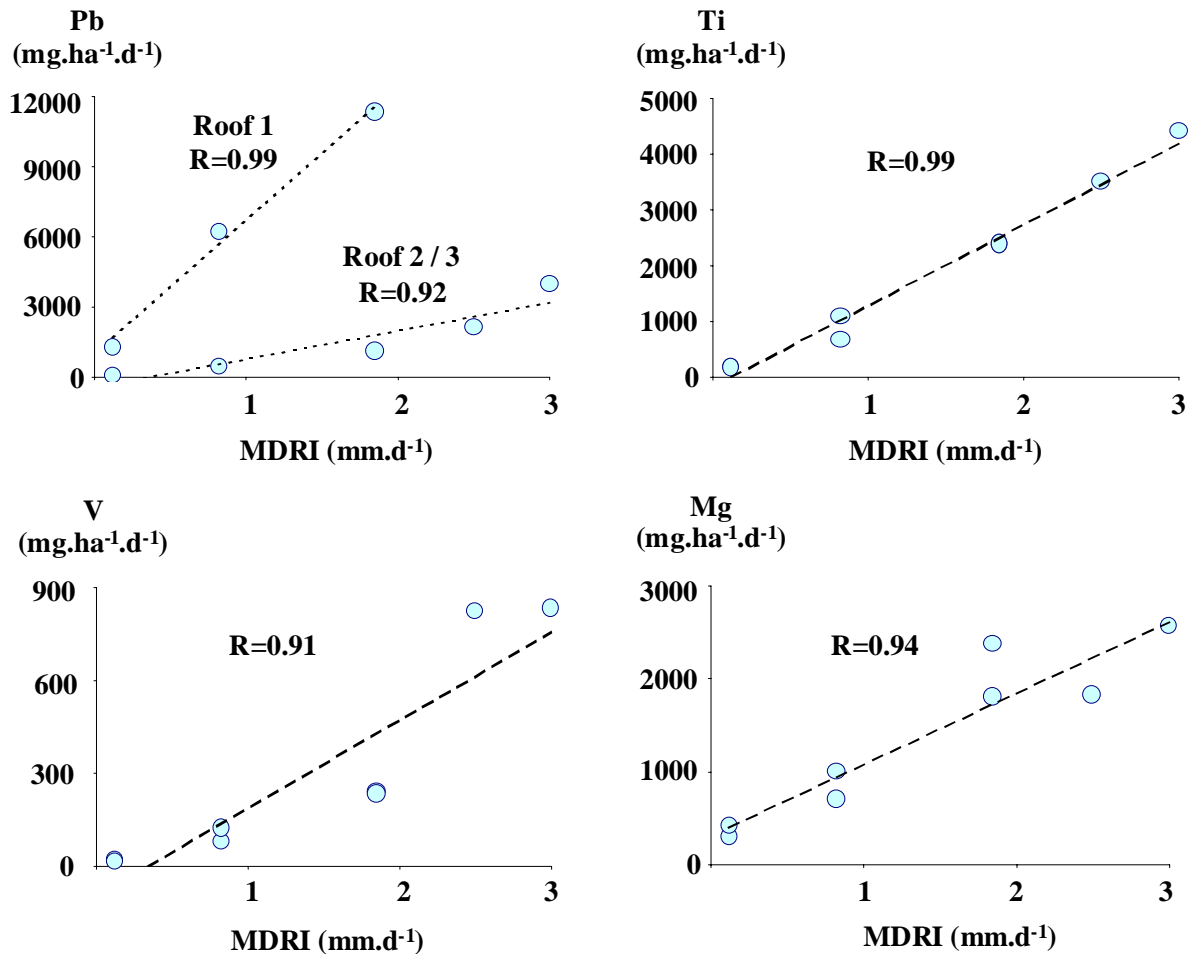 Pb
(mg.ha⁻¹.d⁻¹)
12000
9000
6000
3000
0
Roof 1
R=0.99
Roof 2 / 3
R=0.92
1
2
3
MDRI (mm.d⁻¹)
Ti
(mg.ha⁻¹.d⁻¹)
5000
4000
3000
2000
1000
0
R=0.99
1
2
3
MDRI (mm.d⁻¹)
V
(mg.ha⁻¹.d⁻¹)
900
600
300
0
R=0.91
1
2
3
MDRI (mm.d⁻¹)
Mg
(mg.ha⁻¹.d⁻¹)
3000
2000
1000
0
R=0.94
1
2
3
MDRI (mm.d⁻¹)